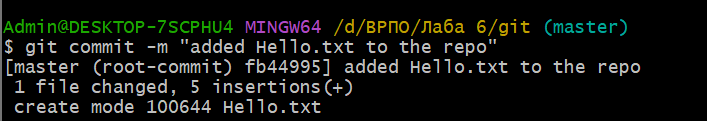 Admin@DESKTOP-7SCPHU4 MINGW64 /d/ВРПО/Лаба 6/git (master)
$ git commit -m "added Hello.txt to the repo"
[master (root-commit) fb44995] added Hello.txt to the repo
 1 file changed, 5 insertions(+)
 create mode 100644 Hello.txt